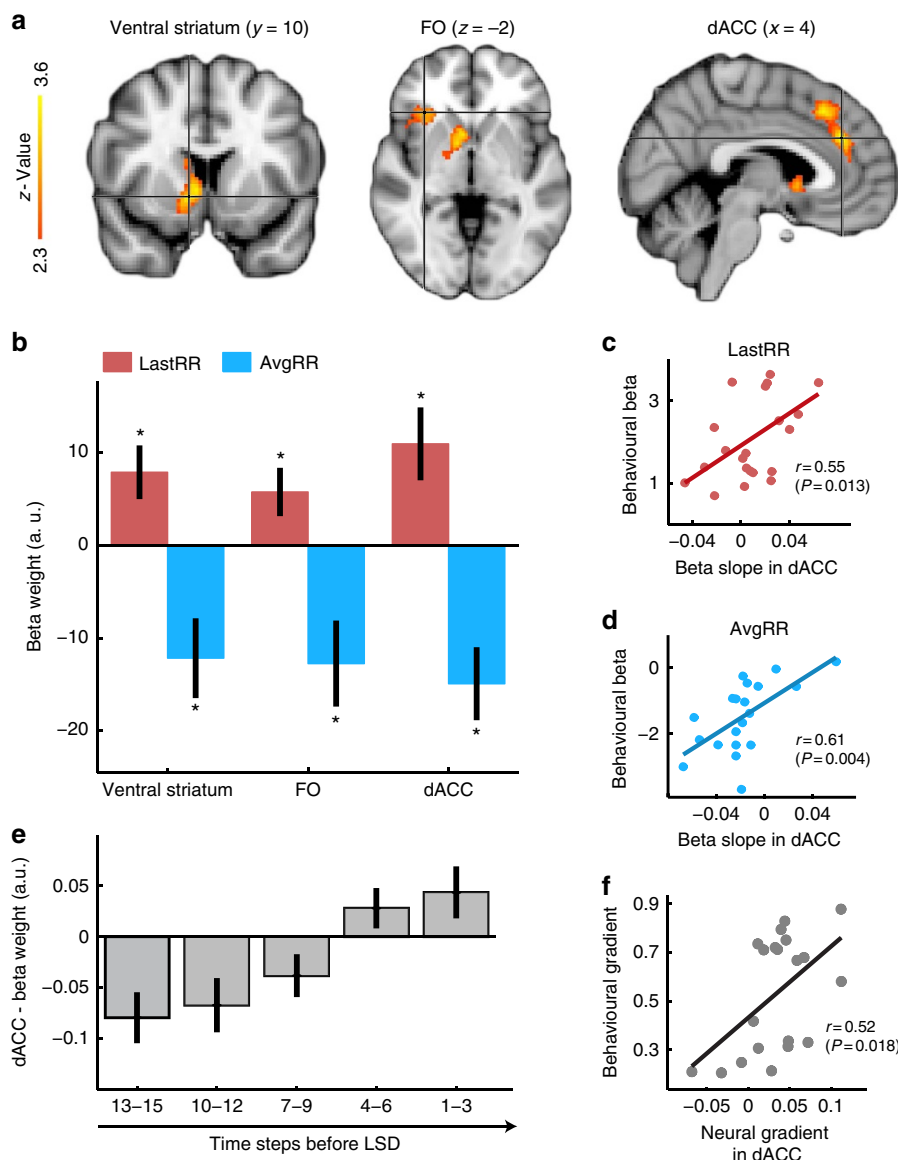 a
Ventral striatum (y = 10)
FO (z = −2)
dACC (x = 4)
3.6
z- Value
2.3
b
LastRR
AvgRR
Beta weight (a. u.)
10
0
−10
−20
*
*
*
*
*
*
Ventral striatum
FO
dACC
c
LastRR
Behavioural beta
3
1
r = 0.55
(P = 0.013)
−0.04
0
0.04
Beta slope in dACC
d
AvgRR
Behavioural beta
0
−2
r = 0.61
(P = 0.004)
−0.04
0
0.04
Beta slope in dACC
e
dACC - beta weight (a.u.)
0.05
0
−0.05
−0.1
13–15
10–12
7–9
4–6
1–3
Time steps before LSD
f
Behavioural gradient
0.9
0.7
0.5
0.3
r = 0.52
(P = 0.018)
−0.05
0
0.05
0.1
Neural gradient
in dACC